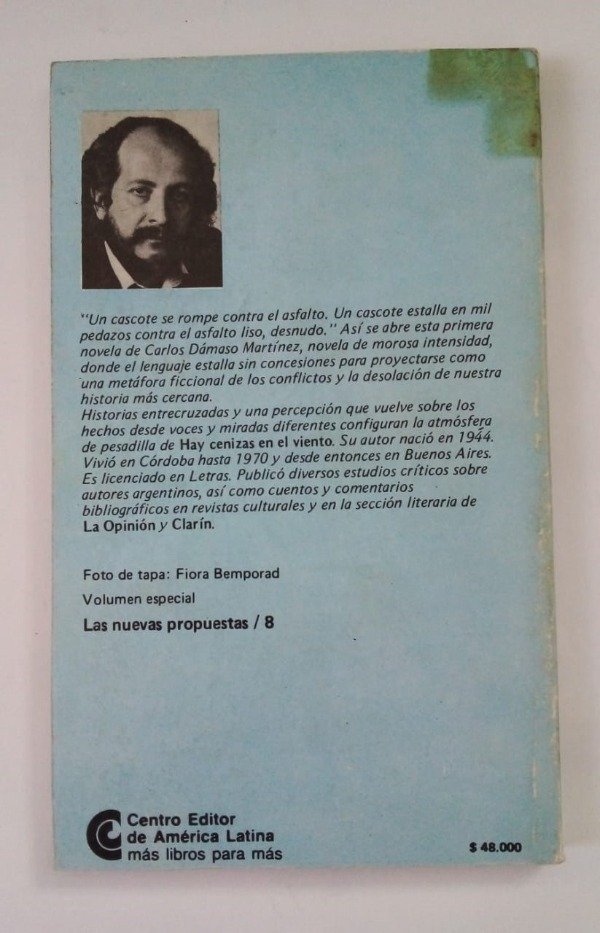 "Un cascote se rompe contra el asfalto. Un cascote estalla en mil
pedazos contra el asfalto liso, desnudo." Así se abre esta primera
novela de Carlos Dámaso Martínez, novela de morosa intensidad,
donde el lenguaje estalla sin concesiones para proyectarse como
una metáfora ficcional de los conflictos y la desolación de nuestra
historia más cercana.
Historias entrecruzadas y una percepción que vuelve sobre los
hechos desde voces y miradas diferentes configuran la atmósfera
de pesadilla de Hay cenizas en el viento. Su autor nació en 1944.
Vivió en Córdoba hasta 1970 y desde entonces en Buenos Aires.
Es licenciado en Letras. Publicó diversos estudios críticos sobre
autores argentinos, así como cuentos y comentarios
bibliográficos en revistas culturales y en la sección literaria de
La Opinión y Clarín.
Foto de tapa: Fiora Bemporad
Volumen especial
Las nuevas propuestas / 8
Centro Editor
de América Latina
más libros para más
$ 48.000